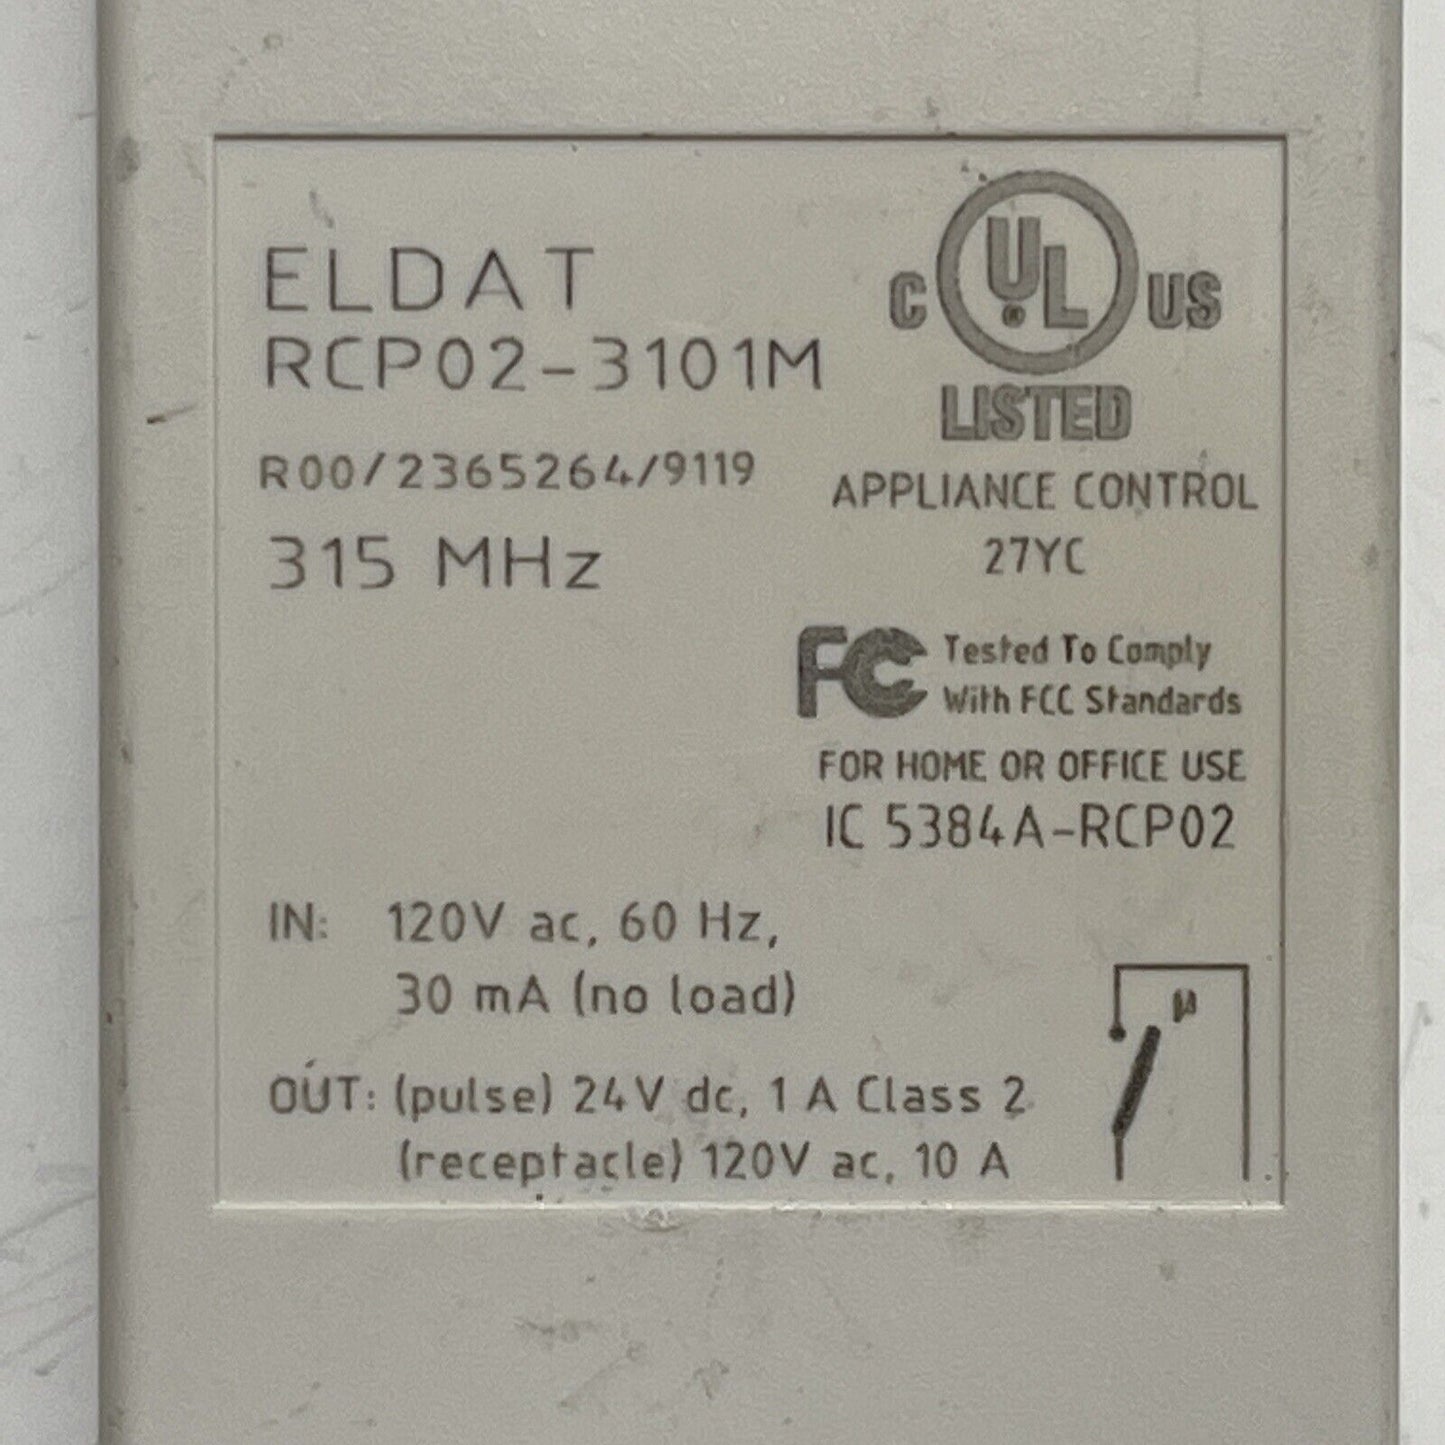 ELDAT
RCP02-3101M
R00/2365264/9119
315 MHz
C UL® US
LISTED
APPLIANCE CONTROL
27YC
FC Tested To Comply
With FCC Standards
FOR HOME OR OFFICE USE
IC 5384A-RCP02
IN: 120V ac, 60 Hz,
30 mA (no load)
OUT: (pulse) 24V dc, 1 A Class 2
(receptacle) 120V ac, 10 A
µ